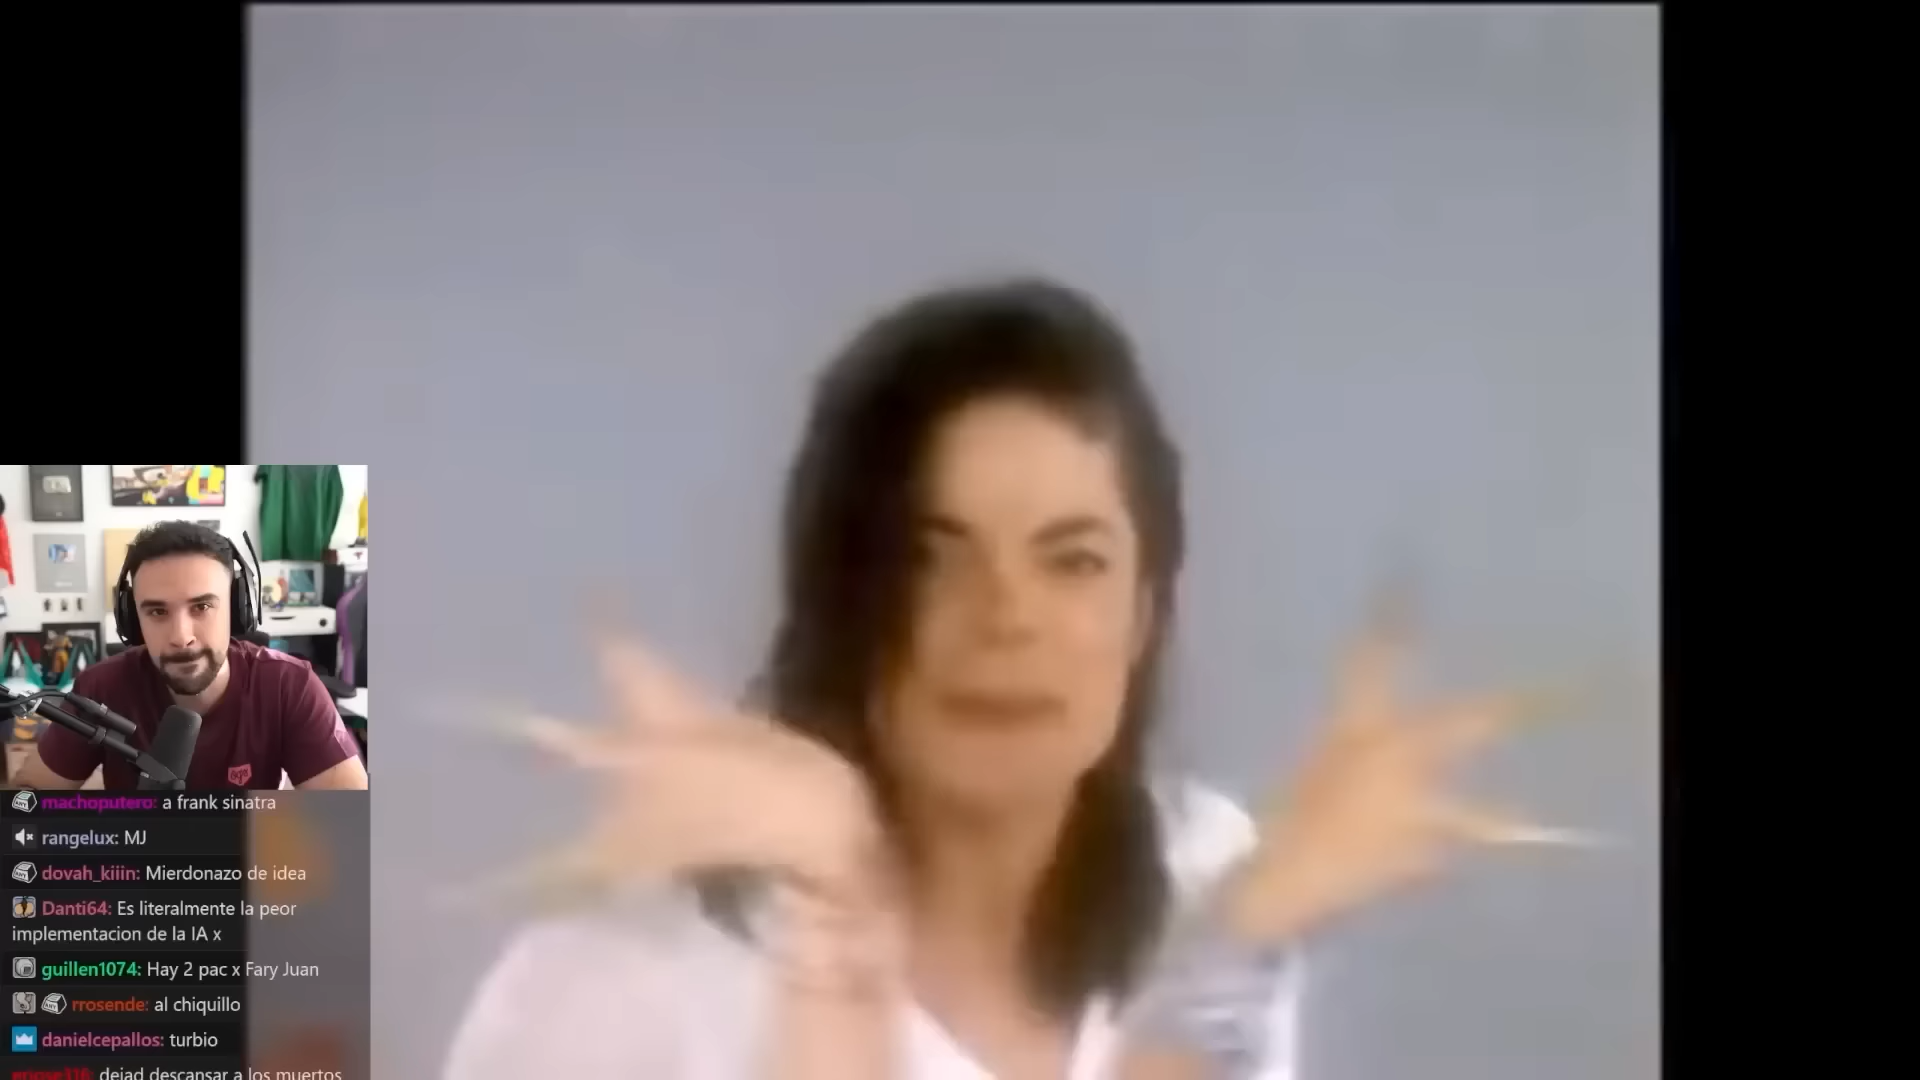 machoputero: a frank sinatra
rangelux: MJ
dovah_kiiin: Mierdonazo de idea
Danti64: Es literalmente la peor
implementacion de la IA x
guillen1074: Hay 2 pac x Fary Juan
rrosende: al chiquillo
danielcepallos: turbio
dejad descansar a los muertos